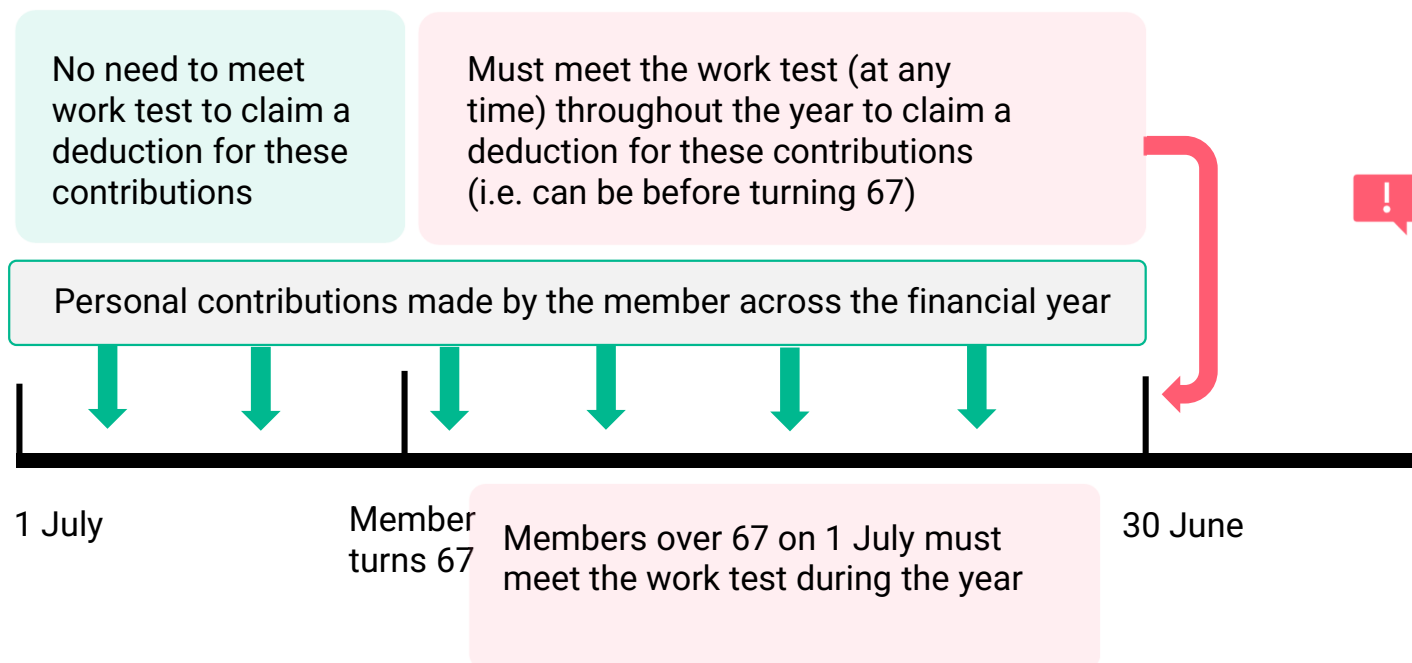 No need to meet
work test to claim a
deduction for these
contributions
Must meet the work test (at any
time) throughout the year to claim a
deduction for these contributions
(i.e. can be before turning 67)
!
Personal contributions made by the member across the financial year
1 July
Member
turns 67
Members over 67 on 1 July must
meet the work test during the year
30 June